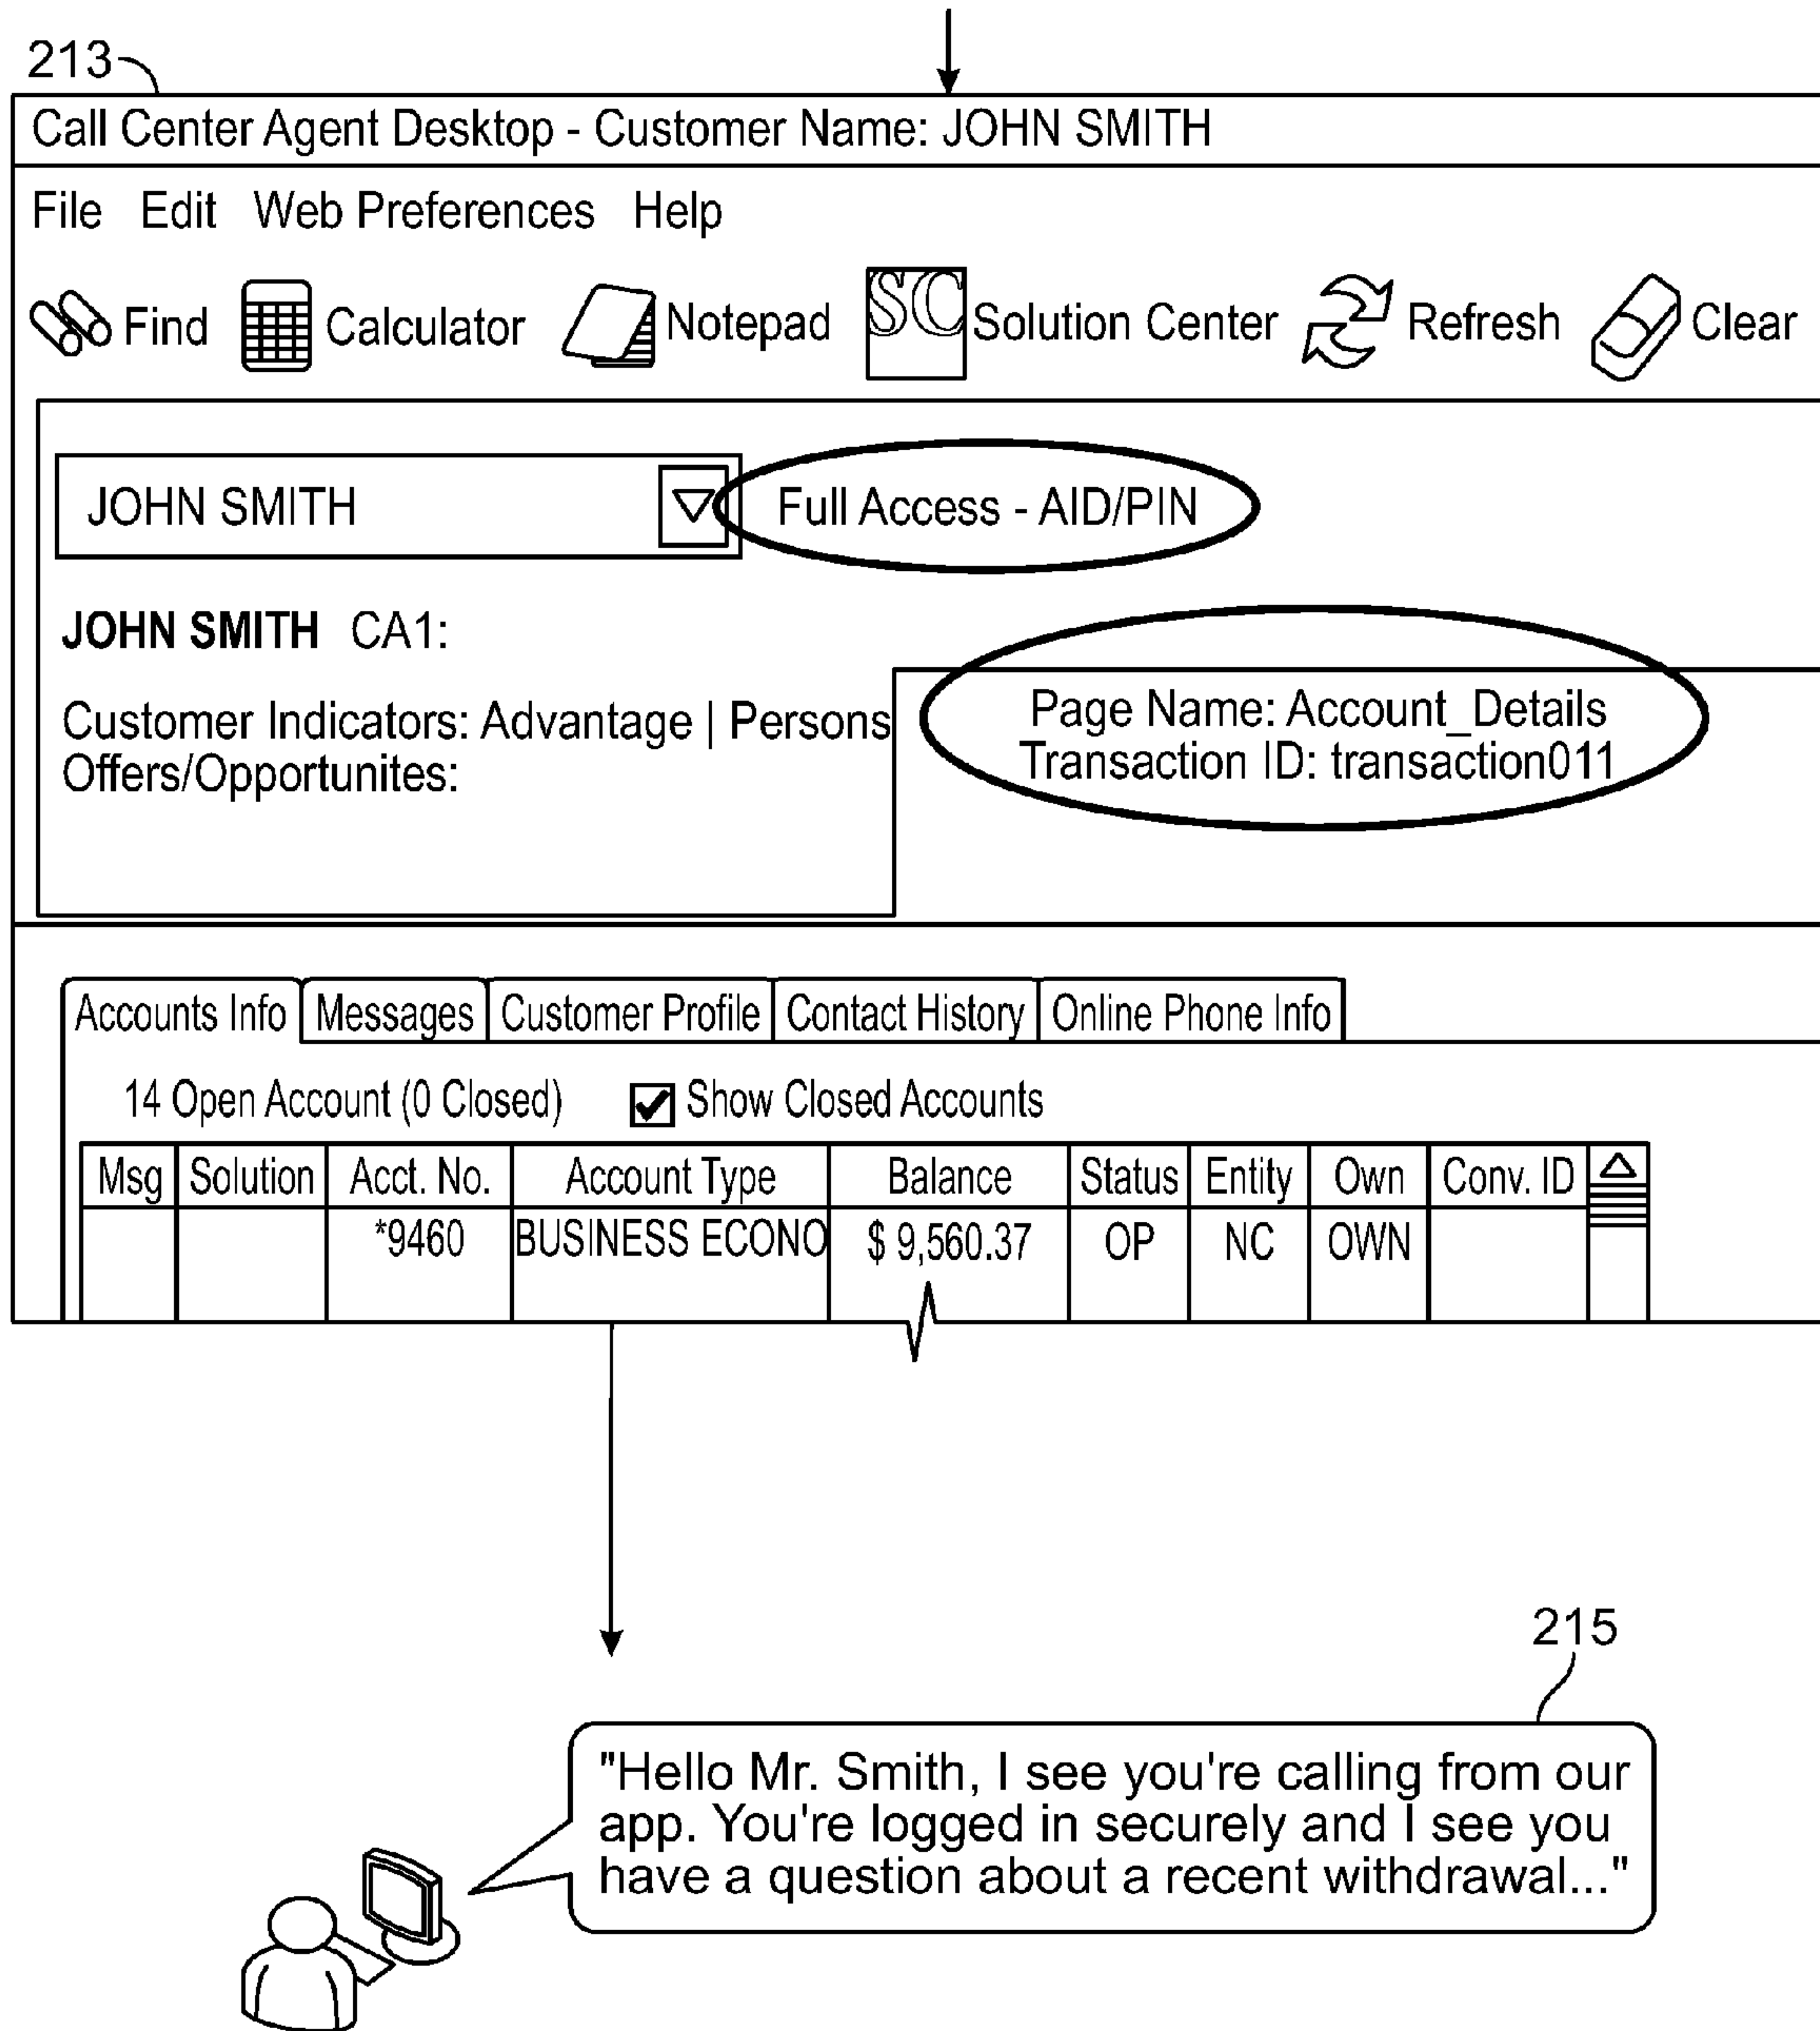 213
Call Center Agent Desktop - Customer Name: JOHN SMITH
File Edit Web Preferences Help
Find Calculator Notepad SC Solution Center Refresh Clear
JOHN SMITH Full Access - AID/PIN
JOHN SMITH CA1:
Customer Indicators: Advantage | Persons
Offers/Opportunites:
Page Name: Account_Details
Transaction ID: transaction011
Accounts Info Messages Customer Profile Contact History Online Phone Info
14 Open Account (0 Closed) Show Closed Accounts
Msg Solution Acct. No. Account Type Balance Status Entity Own Conv. ID
*9460 BUSINESS ECONO $ 9,560.37 OP NC OWN
215
"Hello Mr. Smith, I see you're calling from our
app. You're logged in securely and I see you
have a question about a recent withdrawal..."